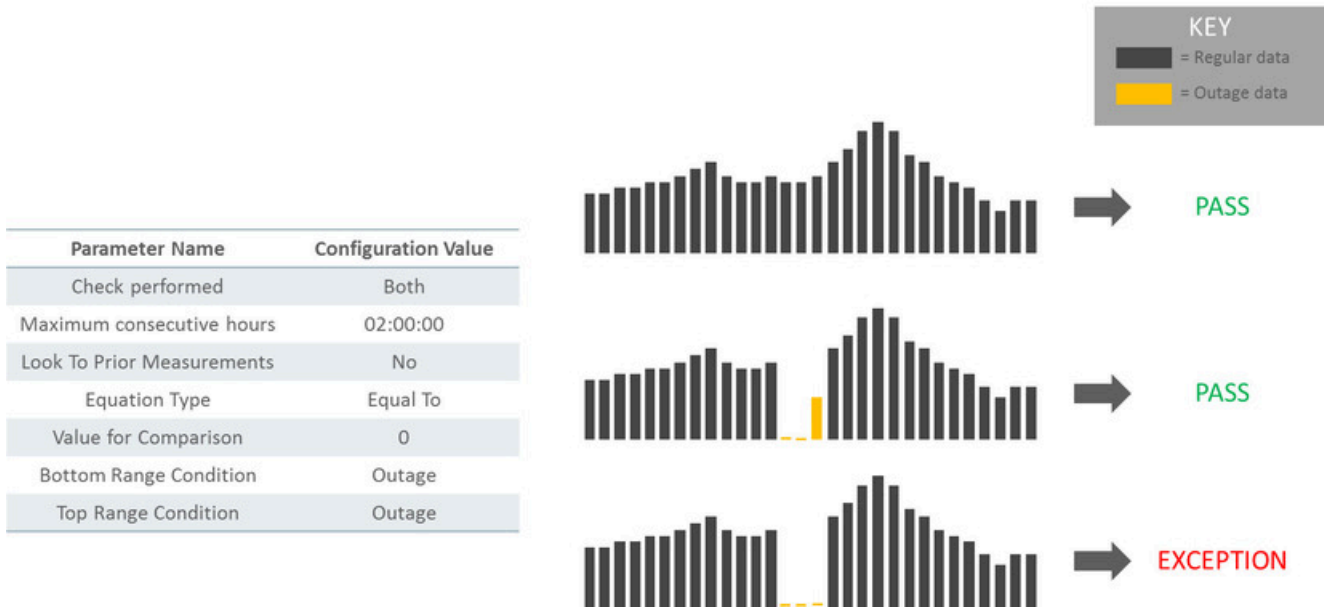 KEY
= Regular data
= Outage data
PASS
Parameter Name Configuration Value
Check performed Both
Maximum consecutive hours 02:00:00
Look To Prior Measurements No
Equation Type Equal To
Value for Comparison 0
Bottom Range Condition Outage
Top Range Condition Outage
PASS
EXCEPTION